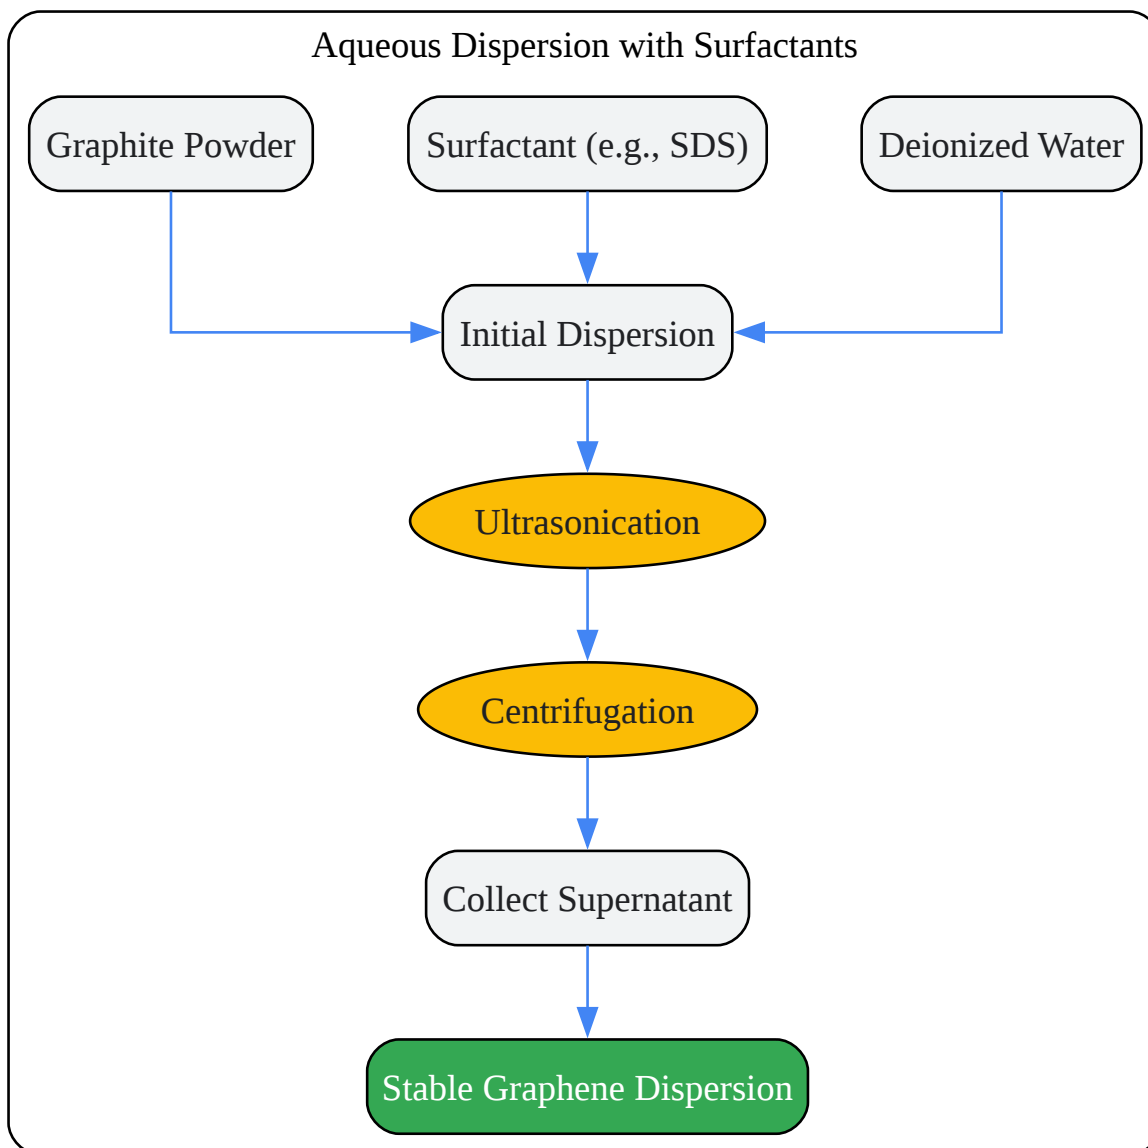 Aqueous Dispersion with Surfactants
Graphite Powder
Surfactant (e.g., SDS)
Deionized Water
Initial Dispersion
Ultrasonication
Centrifugation
Collect Supernatant
Stable Graphene Dispersion